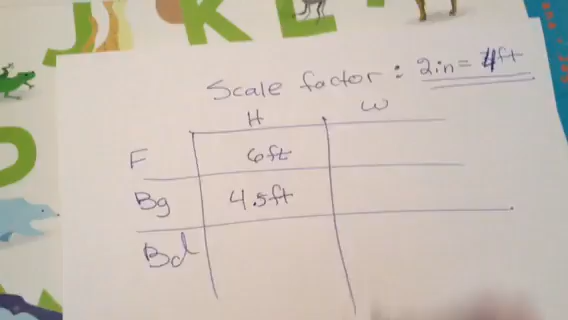 J K L
Scale factor: 2in = 4ft
H W
F 6ft
Bg 4.5ft
Bd